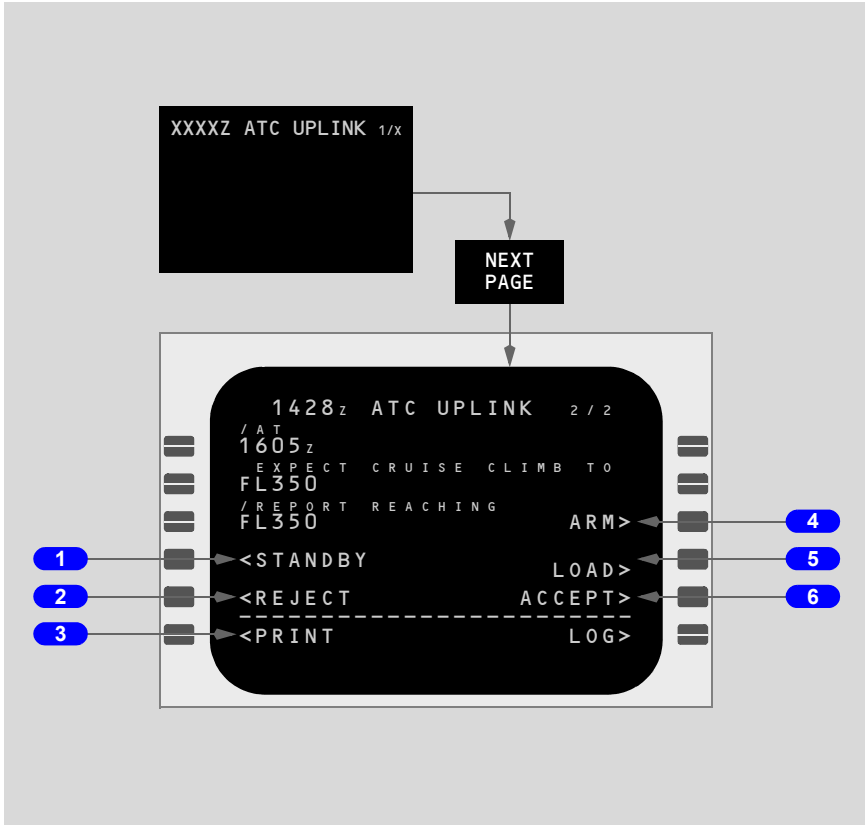 XXXXZ ATC UPLINK 1/X
NEXT
PAGE
1428z ATC UPLINK 2/2
/AT
1605z
EXPECT CRUISE CLIMB TO
FL350
/REPORT REACHING
FL350 ARM> 4
1 <STANDBY LOAD> 5
2 <REJECT ACCEPT> 6
3 <PRINT LOG>